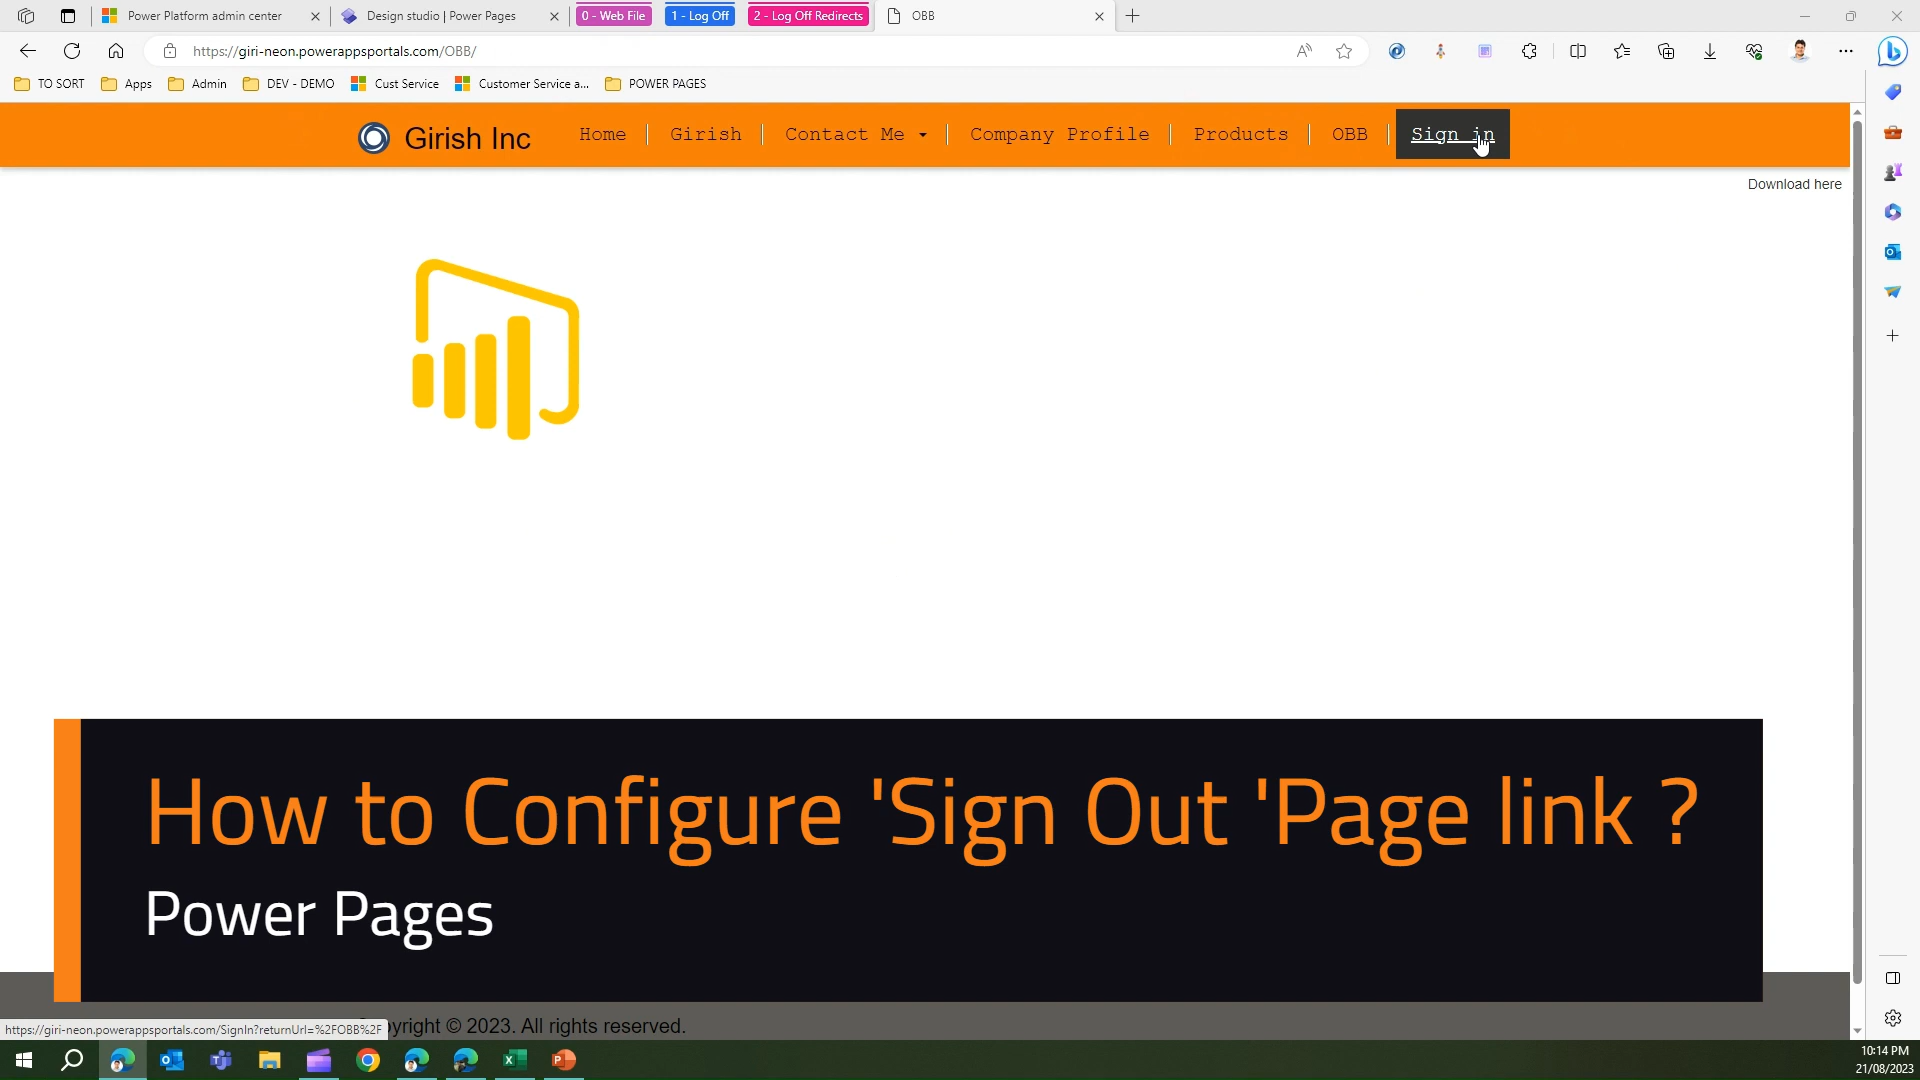 Power Platform admin center
Design studio | Power Pages
0 - Web File
1 - Log Off
2 - Log Off Redirects
OBB
https://giri-neon.powerappsportals.com/OBB/
TO SORT
Apps
Admin
DEV - DEMO
Cust Service
Customer Service a...
POWER PAGES
Girish Inc
Home
Girish
Contact Me
Company Profile
Products
OBB
Sign in
Download here
How to Configure 'Sign Out 'Page link ?
Power Pages
yright © 2023. All rights reserved.
https://giri-neon.powerappsportals.com/SignIn?returnUrl=%2FOBB%2F
10:14 PM
21/08/2023